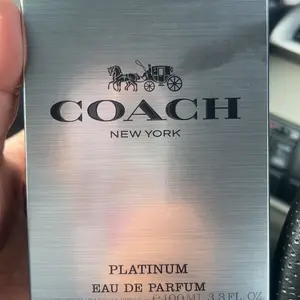 COACH
NEW YORK
PLATINUM
EAU DE PARFUM
100 ML 3.3 FL. OZ.